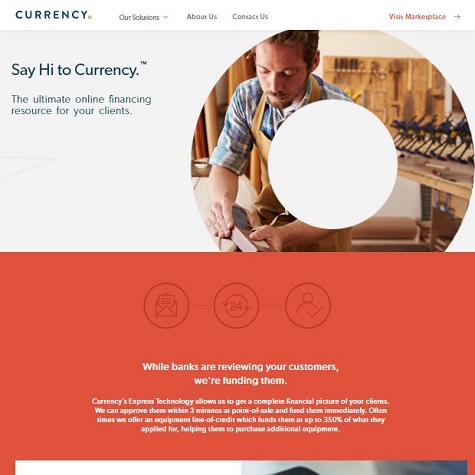 CURRENCY
Our Solutions
About Us
Contact Us
Visit Marketplace
Say Hi to Currency.™
The ultimate online financing
resource for your clients.
24
While banks are reviewing your customers,
we're funding them.
Currency's Express Technology allows us to get a complete financial picture of your clients.
We can approve them within 3 minutes at point-of-sale and fund them immediately. Often
times we offer an equipment line-of-credit which funds them at up to 350% of what they
applied for, helping them to purchase additional equipment.